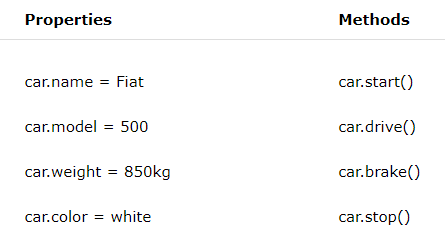 Properties Methods
car.name = Fiat car.start()
car.model = 500 car.drive()
car.weight = 850kg car.brake()
car.color = white car.stop()